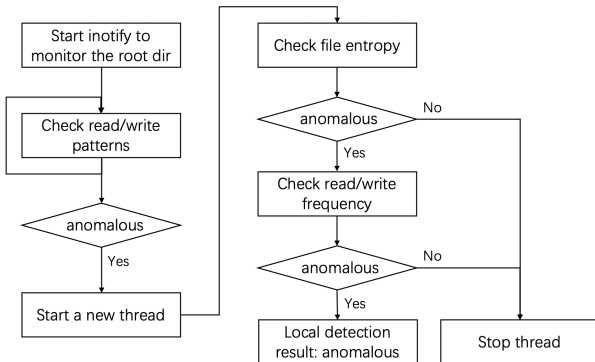 Start inotify to
monitor the root dir
Check read/write
patterns
anomalous
Yes
Start a new thread
Check file entropy
anomalous
No
Yes
Check read/write
frequency
anomalous
No
Yes
Local detection
result: anomalous
Stop thread